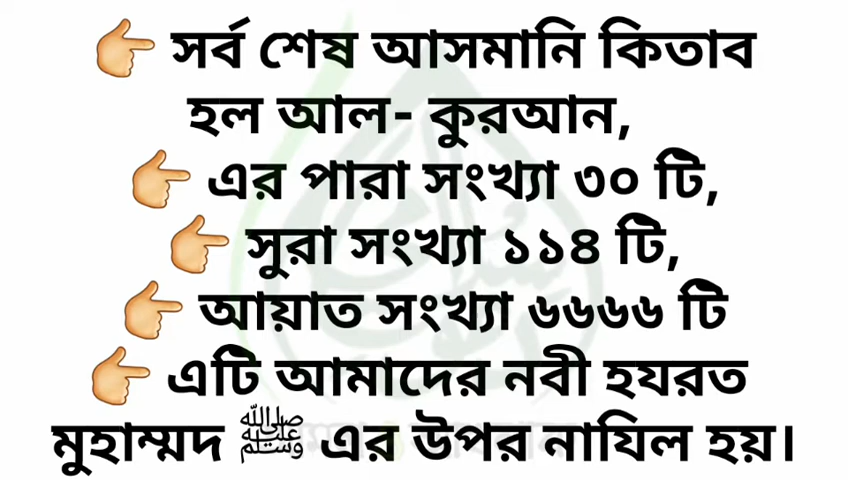 👉 সর্ব শেষ আসমানি কিতাব
হল আল- কুরআন,
👉 এর পারা সংখ্যা ৩০ টি,
👉 সুরা সংখ্যা ১১৪ টি,
👉 আয়াত সংখ্যা ৬৬৬৬ টি
👉 এটি আমাদের নবী হযরত
মুহাম্মদ ﷺ এর উপর নাযিল হয়।